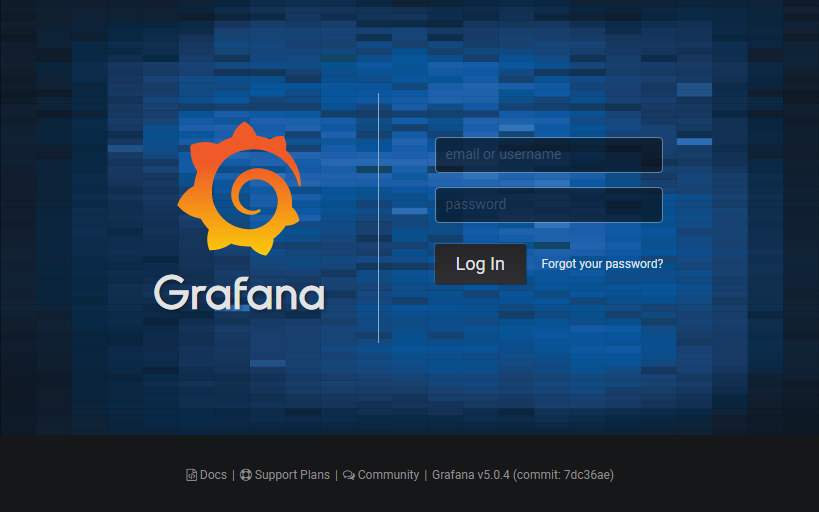 Grafana
email or username
password
Log In
Forgot your password?
Docs | Support Plans | Community | Grafana v5.0.4 (commit: 7dc36ae)